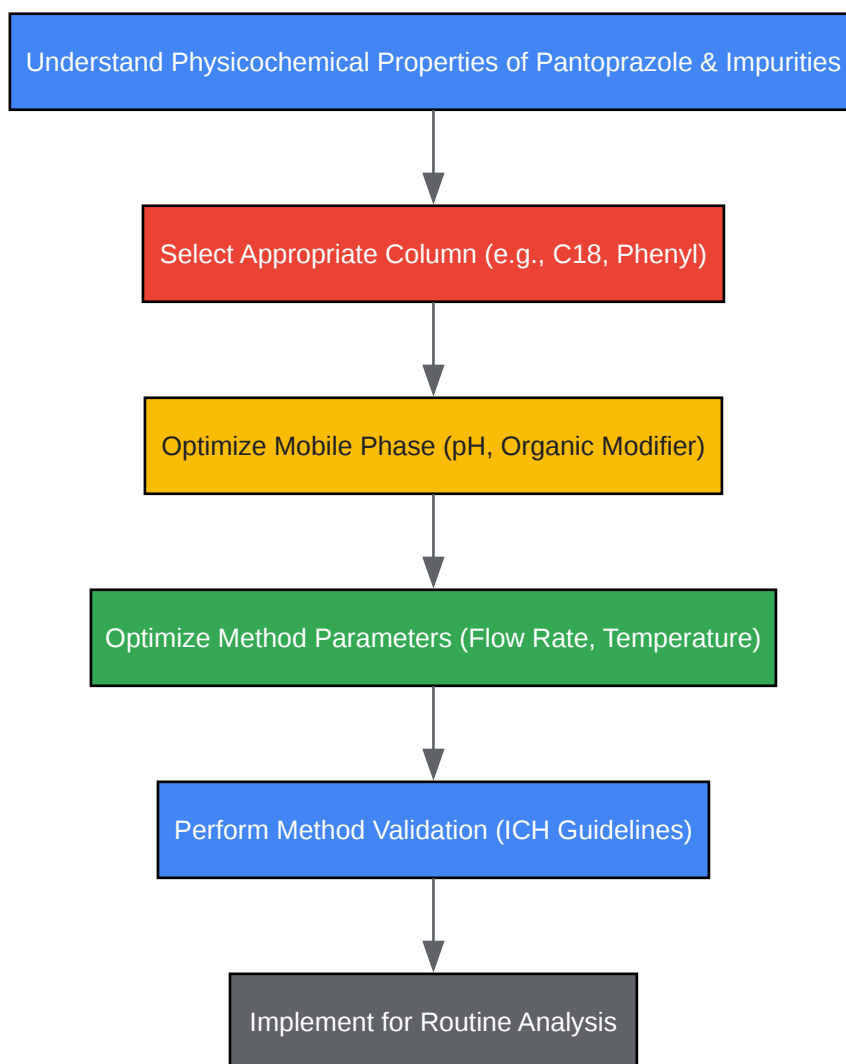 Understand Physicochemical Properties of Pantoprazole & Impurities
Select Appropriate Column (e.g., C18, Phenyl)
Optimize Mobile Phase (pH, Organic Modifier)
Optimize Method Parameters (Flow Rate, Temperature)
Perform Method Validation (ICH Guidelines)
Implement for Routine Analysis